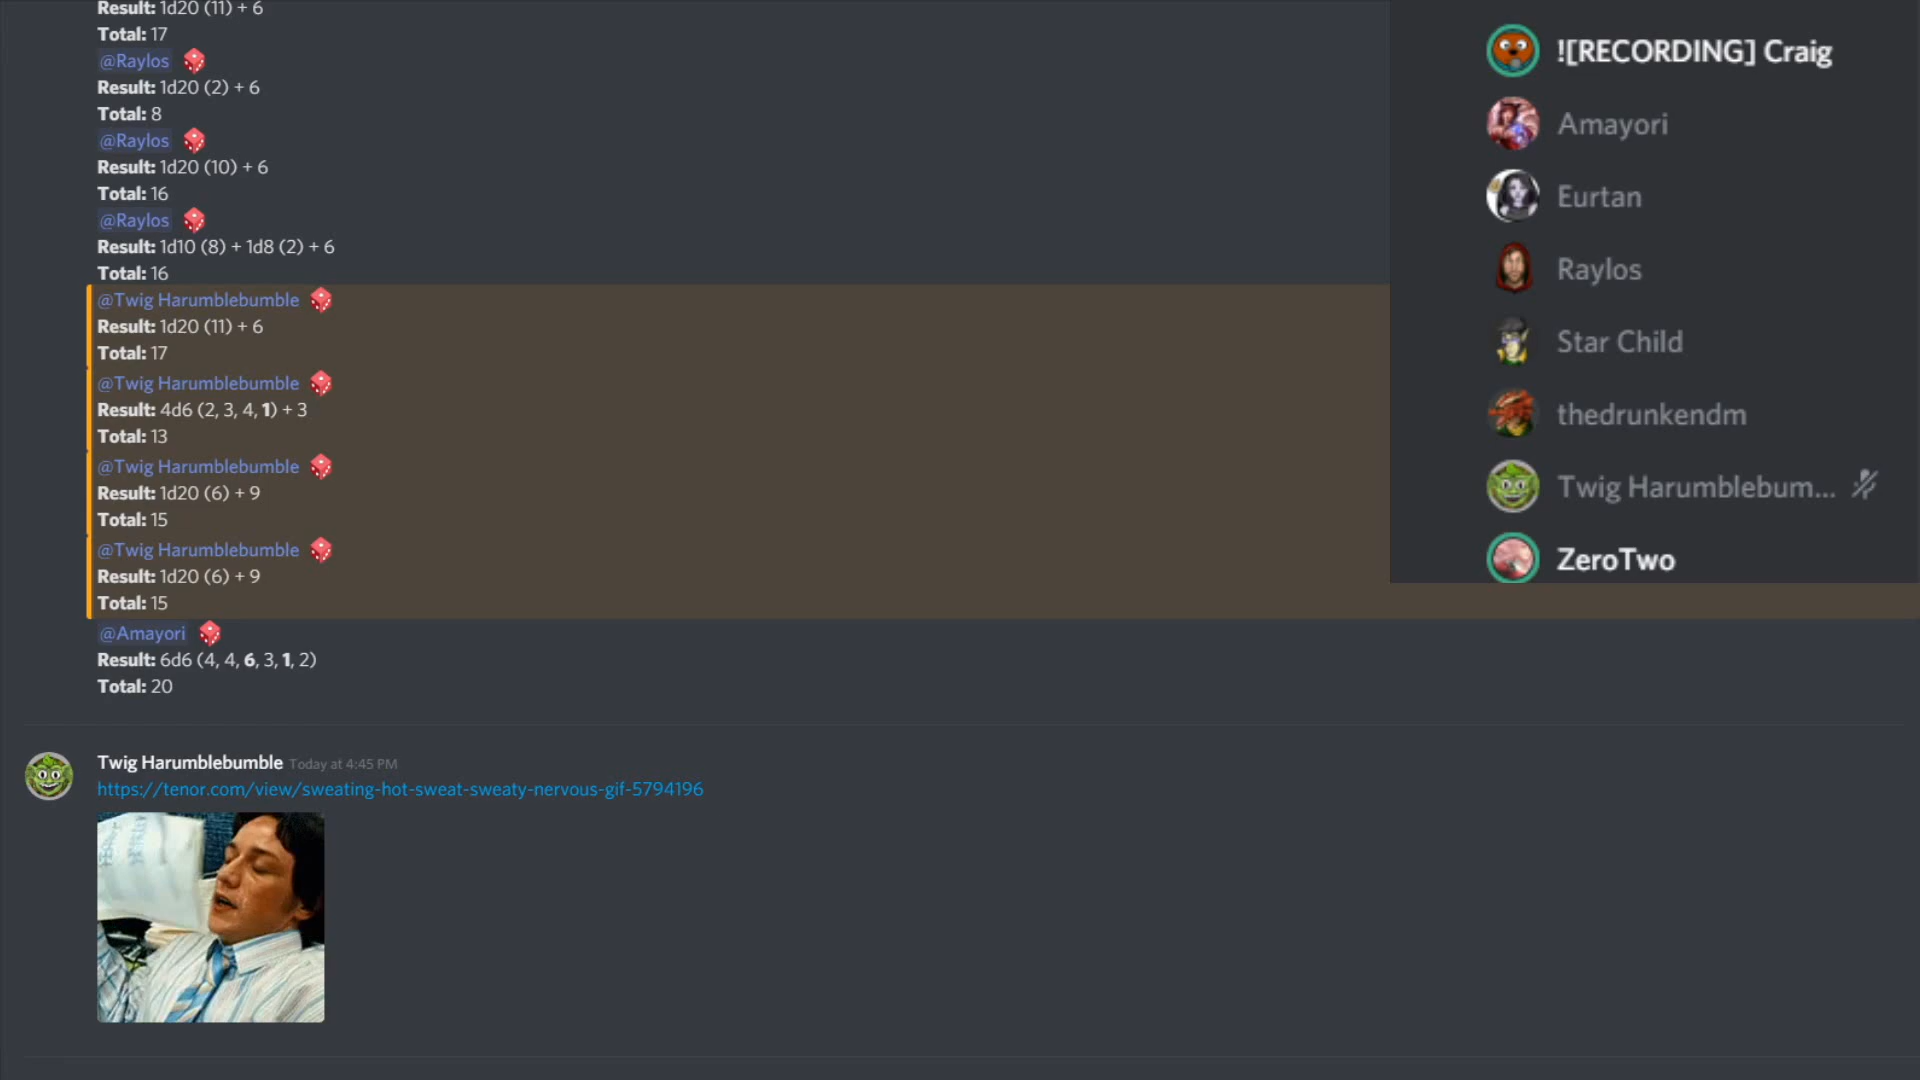 Result: 1d20 (11) + 6
Total: 17
@Raylos
Result: 1d20 (2) + 6
Total: 8
@Raylos
Result: 1d20 (10) + 6
Total: 16
@Raylos
Result: 1d10 (8) + 1d8 (2) + 6
Total: 16
@Twig Harumblebumble
Result: 1d20 (11) + 6
Total: 17
@Twig Harumblebumble
Result: 4d6 (2, 3, 4, 1) + 3
Total: 13
@Twig Harumblebumble
Result: 1d20 (6) + 9
Total: 15
@Twig Harumblebumble
Result: 1d20 (6) + 9
Total: 15
@Amayori
Result: 6d6 (4, 4, 6, 3, 1, 2)
Total: 20
Twig Harumblebumble Today at 4:45 PM
https://tenor.com/view/sweating-hot-sweat-sweaty-nervous-gif-5794196
![RECORDING] Craig
Amayori
Eurtan
Raylos
Star Child
thedrunkendm
Twig Harumblebum...
ZeroTwo